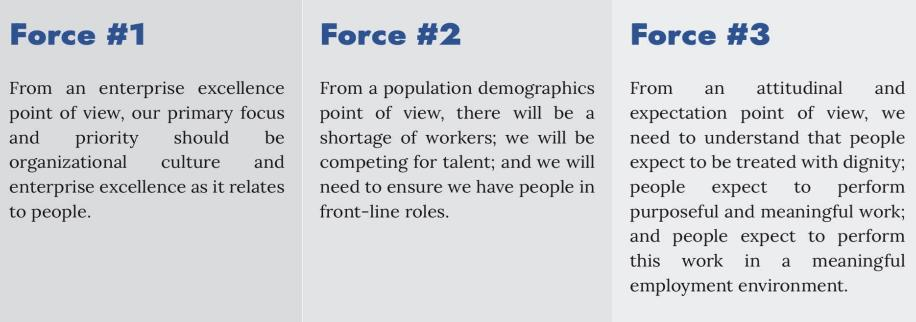 Force #1
From an enterprise excellence
point of view, our primary focus
and priority should be
organizational culture and
enterprise excellence as it relates
to people.
Force #2
From a population demographics
point of view, there will be a
shortage of workers; we will be
competing for talent; and we will
need to ensure we have people in
front-line roles.
Force #3
From an attitudinal and
expectation point of view, we
need to understand that people
expect to be treated with dignity;
people expect to perform
purposeful and meaningful work;
and people expect to perform
this work in a meaningful
employment environment.